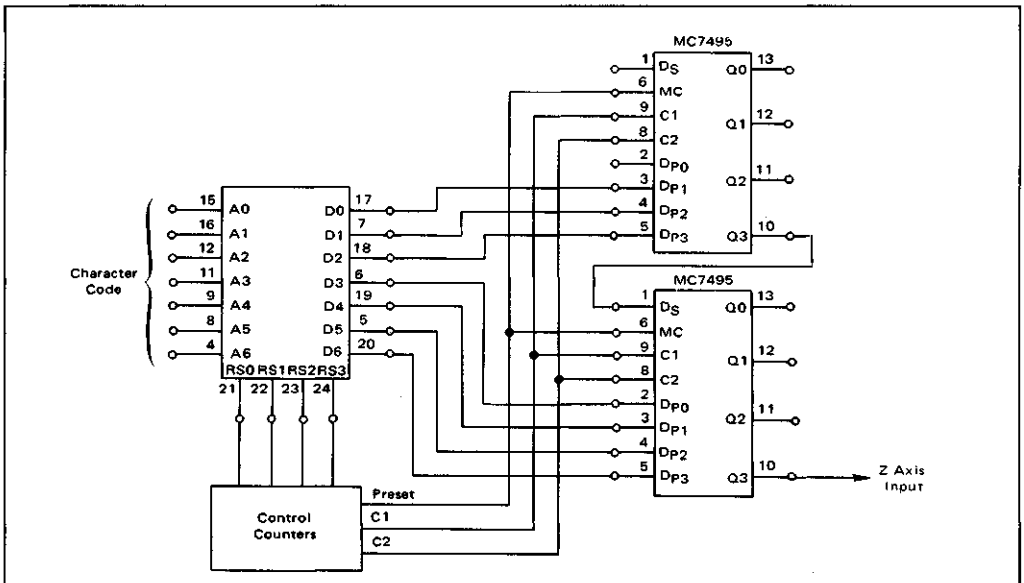 MC7495
1 DS Q0 13
6 MC
9 C1
8 C2 Q1 12
2 DP0
3 DP1 Q2 11
4 DP2
5 DP3 Q3 10
Character
Code
15 A0 D0 17
16 A1 D1 7
12 A2 D2 18
11 A3 D3 6
9 A4 D4 19
8 A5 D5 5
4 A6 D6 20
RS0 RS1 RS2 RS3
21 22 23 24
MC7495
1 DS Q0 13
6 MC
9 C1
8 C2 Q1 12
2 DP0
3 DP1 Q2 11
4 DP2
5 DP3 Q3 10
Z Axis
Input
Control
Counters
Preset
C1
C2